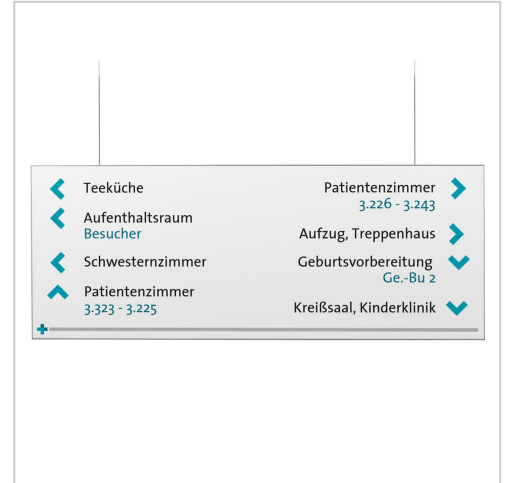 Teeküche
Aufenthaltsraum
Besucher
Schwesternzimmer
Patientenzimmer
3.323 - 3.225
Patientenzimmer
3.226 - 3.243
Aufzug, Treppenhaus
Geburtsvorbereitung
Ge.-Bu 2
Kreißsaal, Kinderklinik